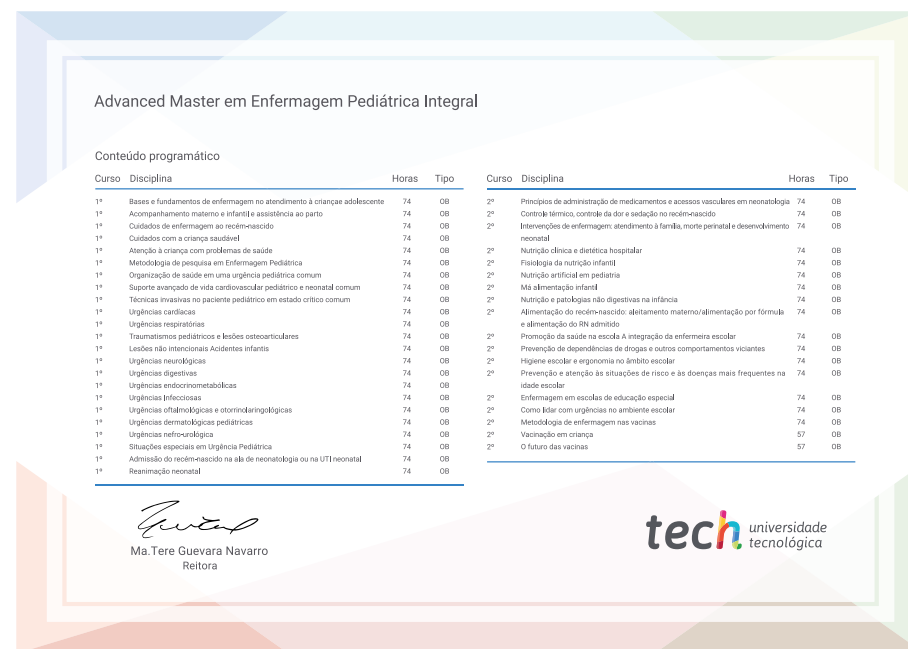 Advanced Master em Enfermagem Pediátrica Integral
Conteúdo programático
Curso Disciplina Horas Tipo
1º Bases e fundamentos de enfermagem no atendimento à criançae adolescente 74 OB
1º Acompanhamento materno e infantil e assistência ao parto 74 OB
1º Cuidados de enfermagem ao recém-nascido 74 OB
1º Cuidados com a criança saudável 74 OB
1º Atenção à criança com problemas de saúde 74 OB
1º Metodologia de pesquisa em Enfermagem Pediátrica 74 OB
1º Organização de saúde em uma urgência pediátrica comum 74 OB
1º Suporte avançado de vida cardiovascular pediátrico e neonatal comum 74 OB
1º Técnicas invasivas no paciente pediátrico em estado crítico comum 74 OB
1º Urgências cardíacas 74 OB
1º Urgências respiratórias 74 OB
1º Traumatismos pediátricos e lesões osteoarticulares 74 OB
1º Lesões não intencionais Acidentes infantis 74 OB
1º Urgências neurológicas 74 OB
1º Urgências digestivas 74 OB
1º Urgências endocrinometabólicas 74 OB
1º Urgências Infecciosas 74 OB
1º Urgências oftalmológicas e otorrinolaringológicas 74 OB
1º Urgências dermatológicas pediátricas 74 OB
1º Urgências nefro-urológica 74 OB
1º Situações especiais em Urgência Pediátrica 74 OB
1º Admissão do recém-nascido na ala de neonatologia ou na UTI neonatal 74 OB
1º Reanimação neonatal 74 OB
Curso Disciplina Horas Tipo
2º Princípios de administração de medicamentos e acessos vasculares em neonatologia 74 OB
2º Controle térmico, controle da dor e sedação no recém-nascido 74 OB
2º Intervenções de enfermagem: atendimento à família, morte perinatal e desenvolvimento 74 OB
neonatal
2º Nutrição clínica e dietética hospitalar 74 OB
2º Fisiologia da nutrição infantil 74 OB
2º Nutrição artificial em pediatria 74 OB
2º Má alimentação infantil 74 OB
2º Nutrição e patologias não digestivas na infância 74 OB
2º Alimentação do recém-nascido: aleitamento materno/alimentação por fórmula 74 OB
e alimentação do RN admitido
2º Promoção da saúde na escola A integração da enfermeira escolar 74 OB
2º Prevenção de dependências de drogas e outros comportamentos viciantes 74 OB
2º Higiene escolar e ergonomia no âmbito escolar 74 OB
2º Prevenção e atenção às situações de risco e às doenças mais frequentes na 74 OB
idade escolar
2º Enfermagem em escolas de educação especial 74 OB
2º Como lidar com urgências no ambiente escolar 74 OB
2º Metodologia de enfermagem nas vacinas 74 OB
2º Vacinação em criança 57 OB
2º O futuro das vacinas 57 OB
Ma.Tere Guevara Navarro
Reitora
tech universidade
tecnológica